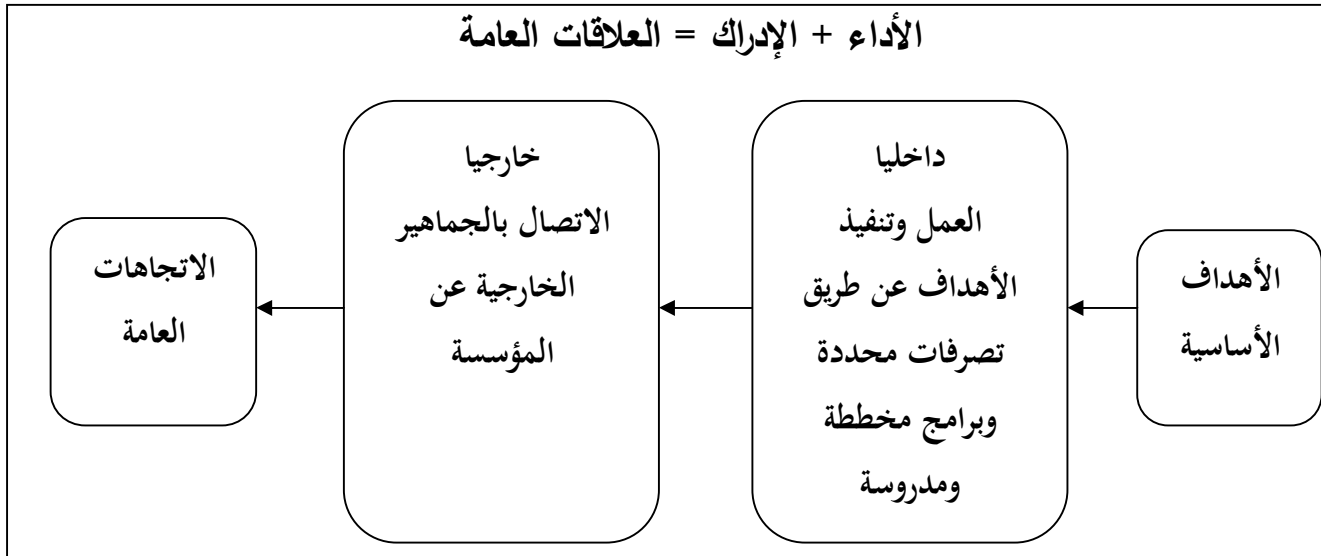 الأداء + الإدراك = العلاقات العامة
الأهداف
الأساسية
داخليا
العمل وتنفيذ
الأهداف عن طريق
تصرفات محددة
وبرامج مخططة
ومدروسة
خارجيا
الاتصال بالجماهير
الخارجية عن
المؤسسة
الاتجاهات
العامة